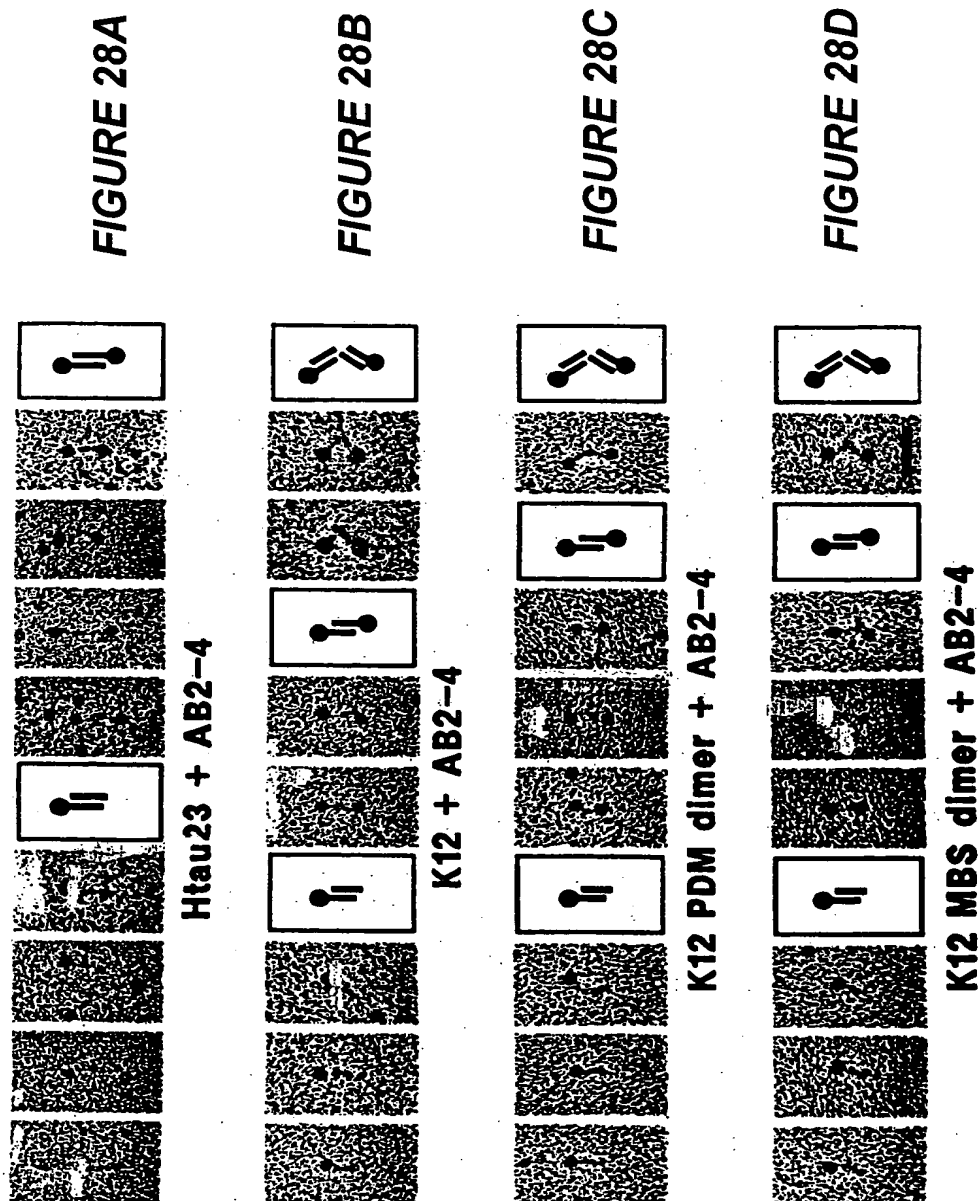 FIGURE 28A
Htau23 + AB2-4
FIGURE 28B
K12 + AB2-4
FIGURE 28C
K12 PDM dimer + AB2-4
FIGURE 28D
K12 MBS dimer + AB2-4